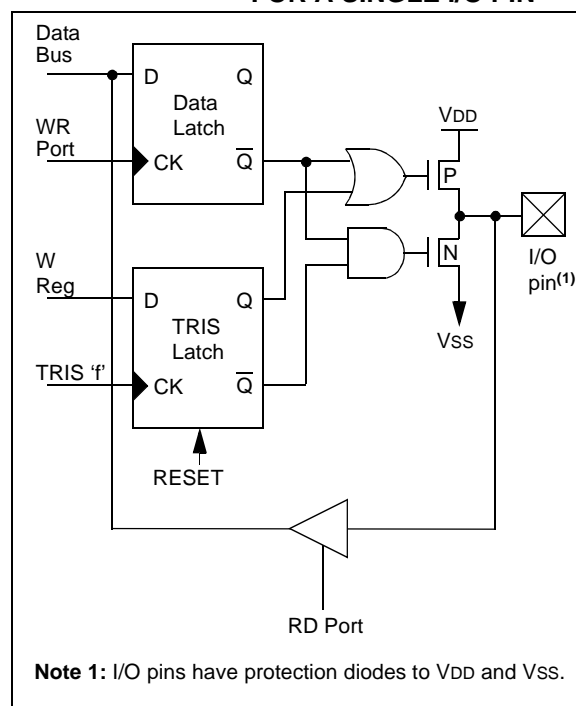 FOR A SINGLE I/O PIN
Data
Bus
D
Q
Data
Latch
WR
Port
CK
Q
VDD
P
W
Reg
D
Q
TRIS
Latch
N
I/O
pin(1)
VSS
TRIS ‘f’
CK
Q
RESET
RD Port
Note 1: I/O pins have protection diodes to VDD and VSS.